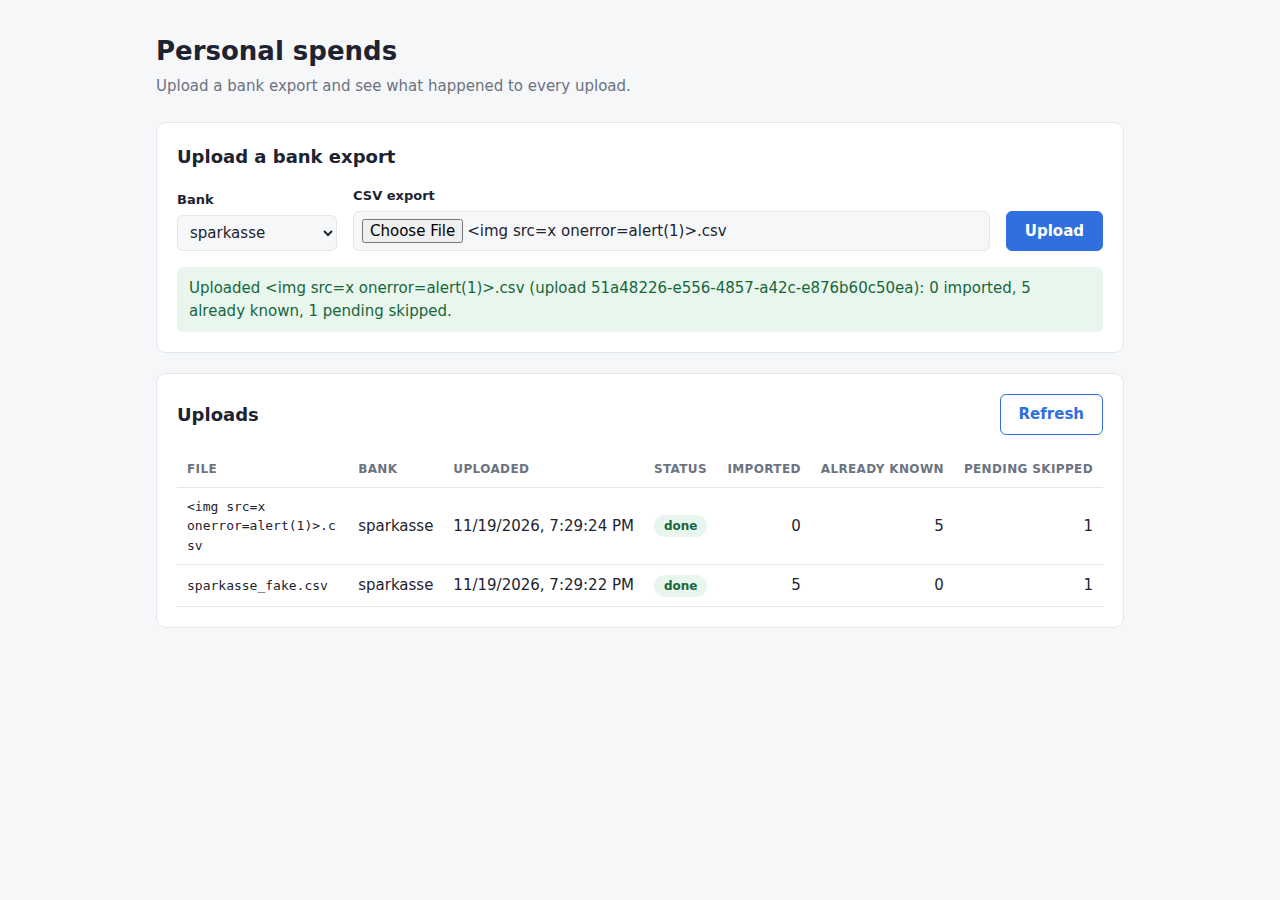 Personal spends
Upload a bank export and see what happened to every upload.
Upload a bank export
Bank
CSV export
sparkasse
Choose File <img src=x onerror=alert(1)>.csv
Upload
Uploaded <img src=x onerror=alert(1)>.csv (upload 51a48226-e556-4857-a42c-e876b60c50ea): 0 imported, 5
already known, 1 pending skipped.
Uploads
Refresh
FILE BANK UPLOADED STATUS IMPORTED ALREADY KNOWN PENDING SKIPPED
<img src=x
onerror=alert(1)>.c
sv
sparkasse 11/19/2026, 7:29:24 PM done 0 5 1
sparkasse_fake.csv sparkasse 11/19/2026, 7:29:22 PM done 5 0 1